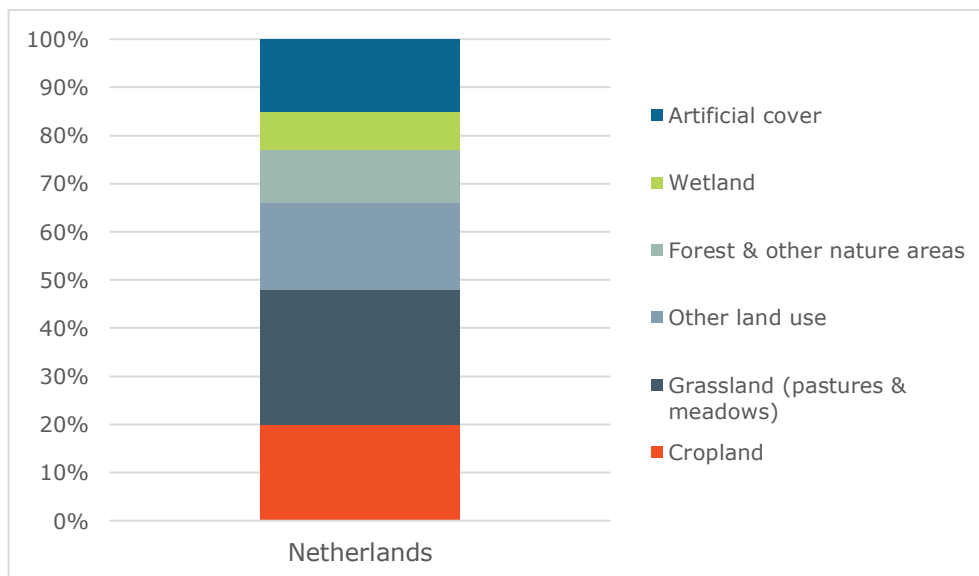 100%
90%
80%
70%
60%
50%
40%
30%
20%
10%
0%
Netherlands
Artificial cover
Wetland
Forest & other nature areas
Other land use
Grassland (pastures &
meadows)
Cropland